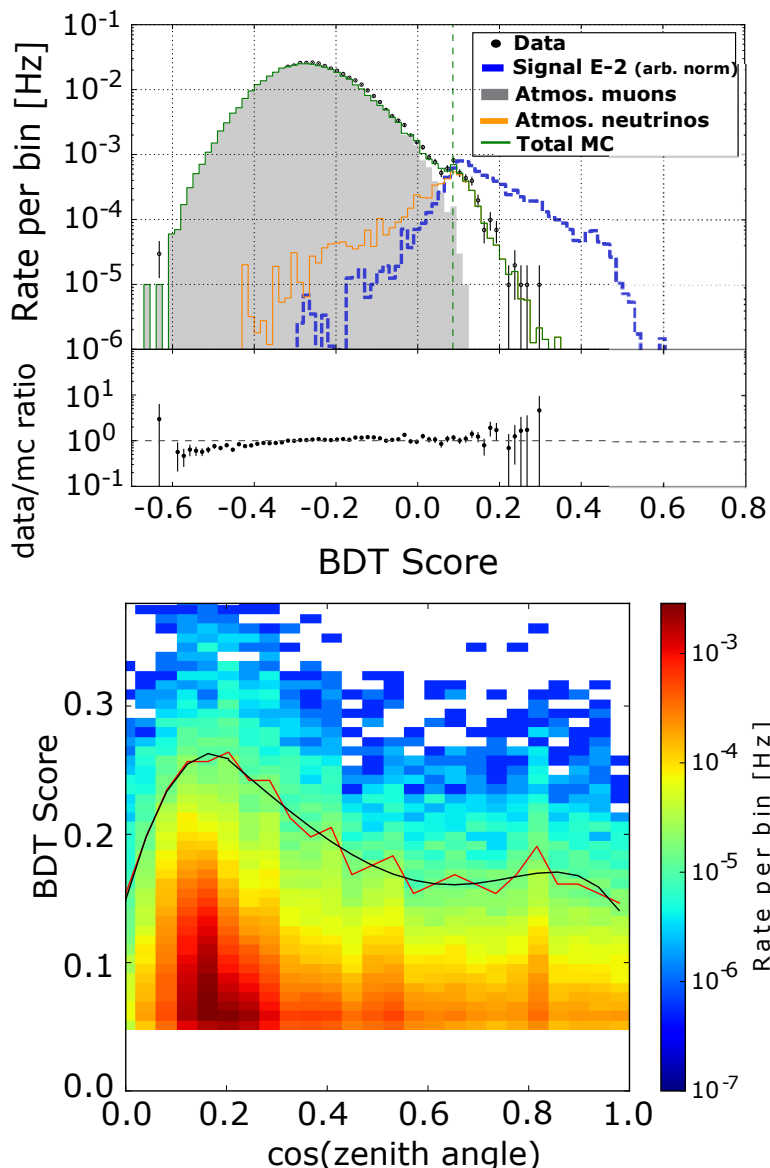 10⁻¹
10⁻²
10⁻³
10⁻⁴
10⁻⁵
10⁻⁶
Rate per bin [Hz]
Data
Signal E-2 (arb. norm)
Atmos. muons
Atmos. neutrinos
Total MC
10¹
10⁰
10⁻¹
data/mc ratio
-0.6 -0.4 -0.2 0.0 0.2 0.4 0.6 0.8
BDT Score
0.3
0.2
0.1
0.0
BDT Score
0.0 0.2 0.4 0.6 0.8 1.0
cos(zenith angle)
10⁻³
10⁻⁴
10⁻⁵
10⁻⁶
10⁻⁷
Rate per bin [Hz]